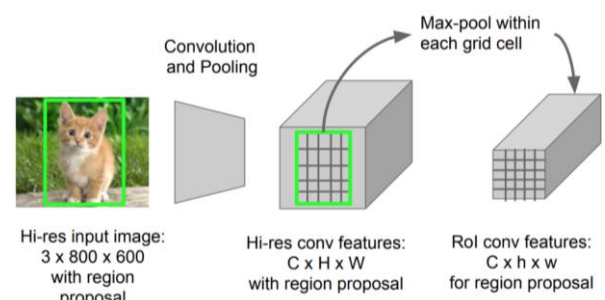 Convolution
and Pooling
Max-pool within
each grid cell
Hi-res input image:
3 x 800 x 600
with region
proposal
Hi-res conv features:
C x H x W
with region proposal
RoI conv features:
C x h x w
for region proposal